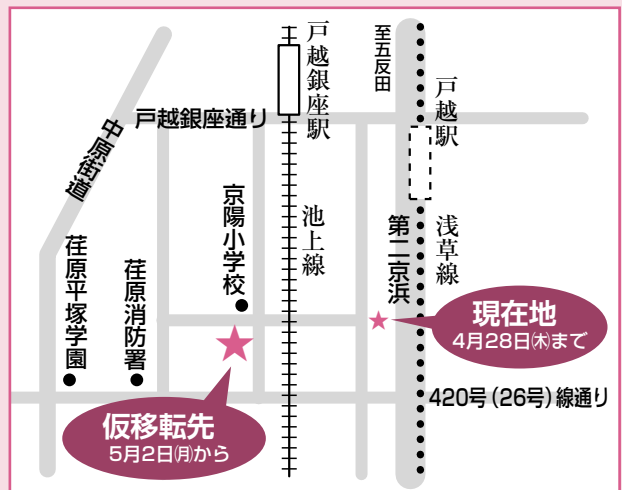 戸越銀座駅
至五反田
戸越銀座通り
戸越駅
中原街道
京陽小学校
池上線
第二京浜
浅草線
荏原平塚学園
荏原消防署
現在地
4月28日㈭まで
仮移転先
5月2日㈪から
420号(26号)線通り